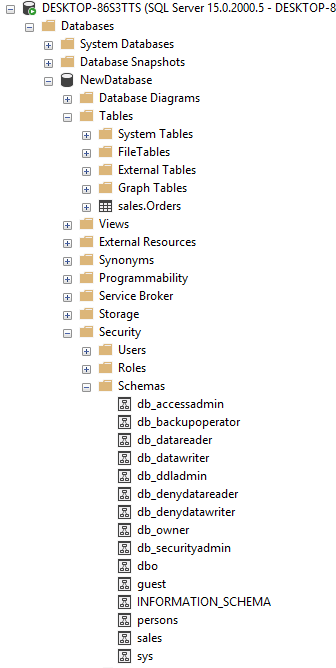 DESKTOP-86S3TTS (SQL Server 15.0.2000.5 - DESKTOP-8
Databases
System Databases
Database Snapshots
NewDatabase
Database Diagrams
Tables
System Tables
FileTables
External Tables
Graph Tables
sales.Orders
Views
External Resources
Synonyms
Programmability
Service Broker
Storage
Security
Users
Roles
Schemas
db_accessadmin
db_backupoperator
db_datareader
db_datawriter
db_ddladmin
db_denydatareader
db_denydatawriter
db_owner
db_securityadmin
dbo
guest
INFORMATION_SCHEMA
persons
sales
sys